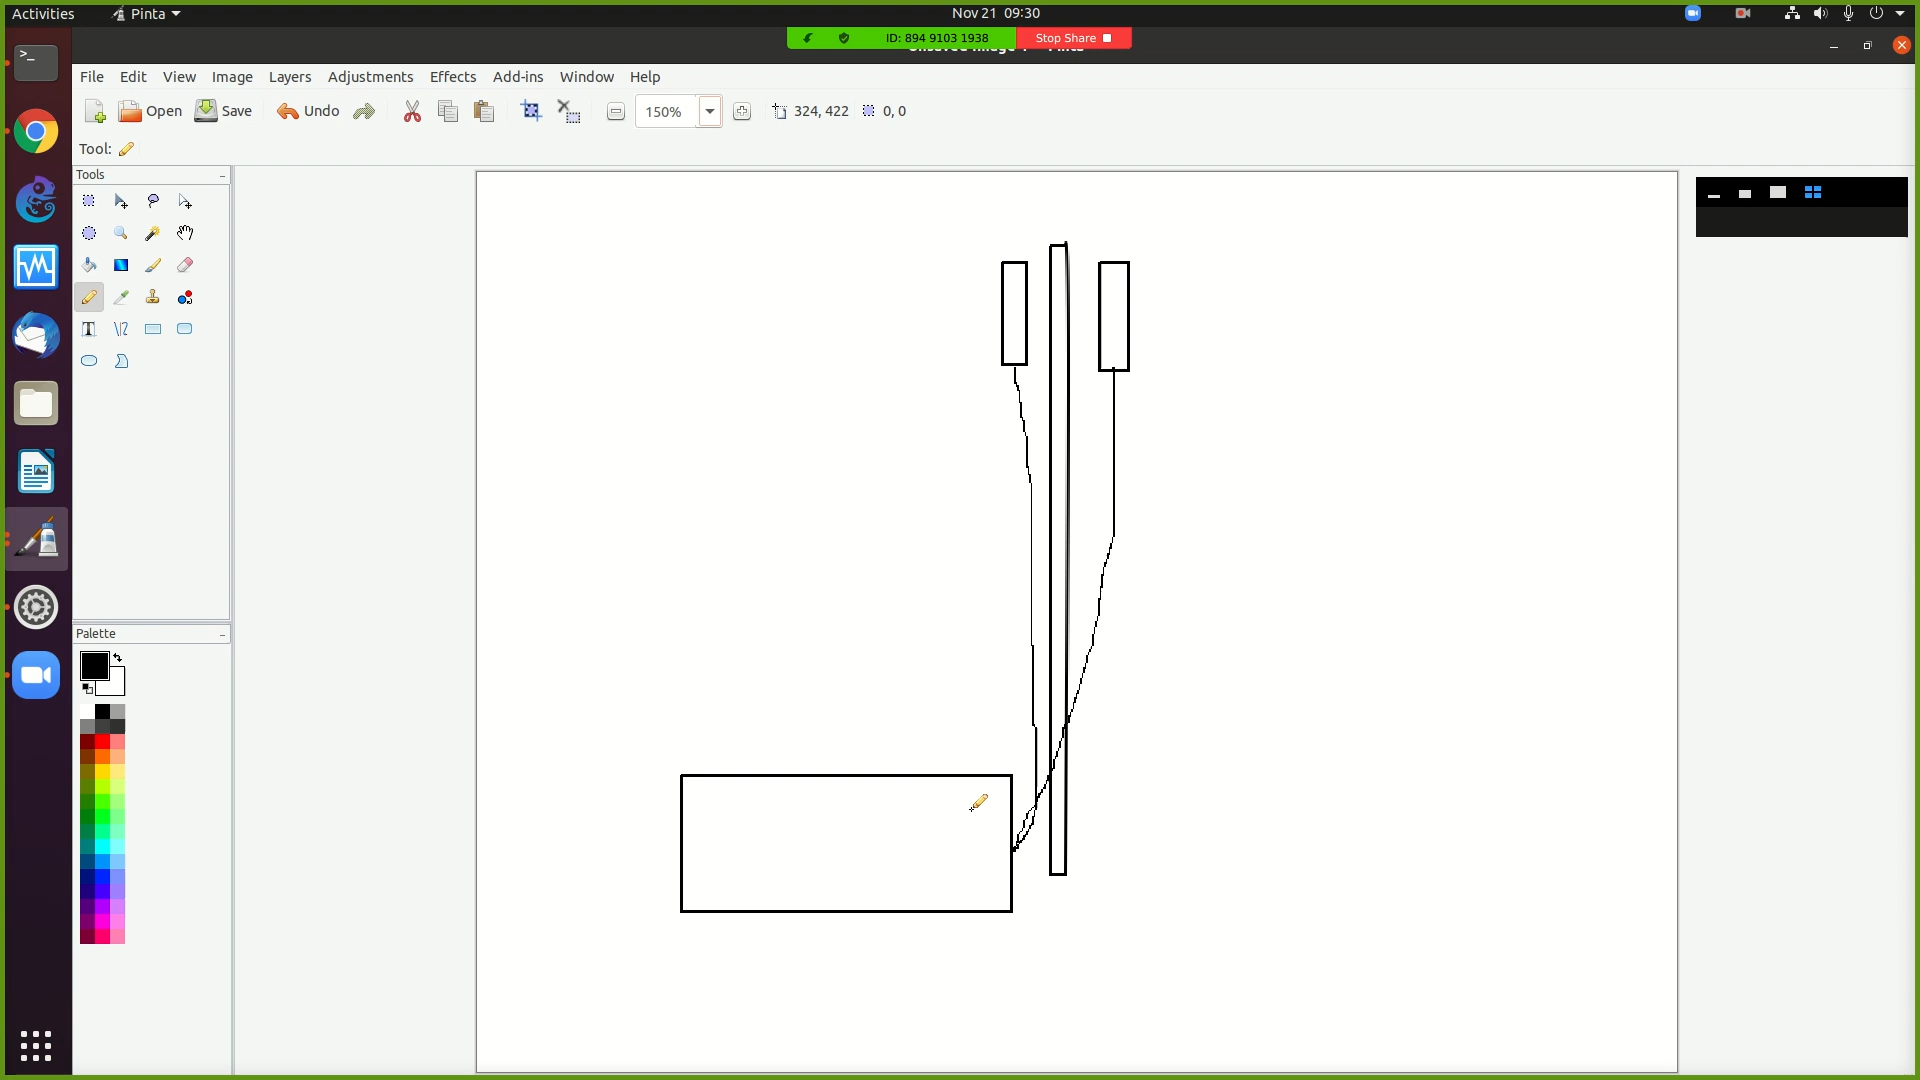 Activities
Pinta
Nov 21 09:30
ID: 894 9103 1938
Stop Share
File Edit View Image Layers Adjustments Effects Add-ins Window Help
Open Save Undo 150% 324, 422 0, 0
Tool:
Tools
Palette